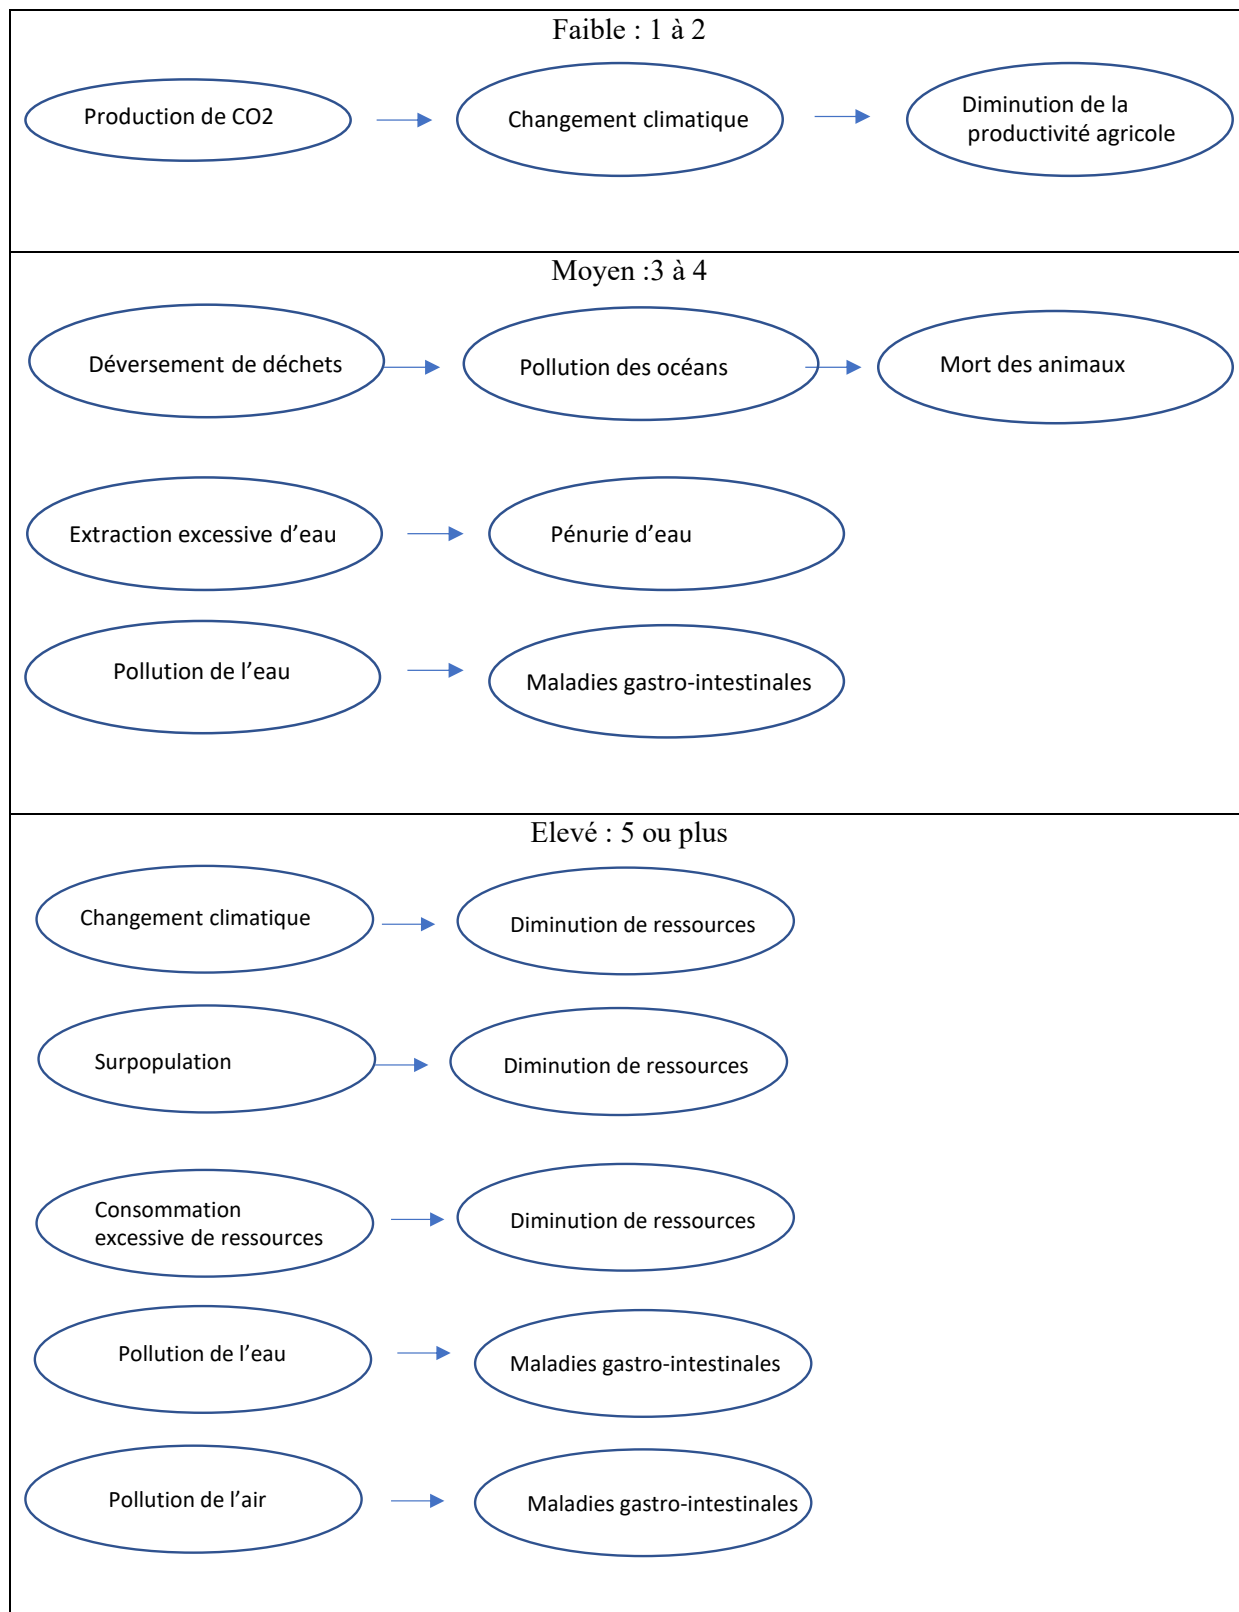 Faible : 1 à 2
Production de CO2
Changement climatique
Diminution de la
productivité agricole
Moyen :3 à 4
Déversement de déchets
Pollution des océans
Mort des animaux
Extraction excessive d’eau
Pénurie d’eau
Pollution de l’eau
Maladies gastro-intestinales
Elevé : 5 ou plus
Changement climatique
Diminution de ressources
Surpopulation
Diminution de ressources
Consommation
excessive de ressources
Diminution de ressources
Pollution de l’eau
Maladies gastro-intestinales
Pollution de l’air
Maladies gastro-intestinales